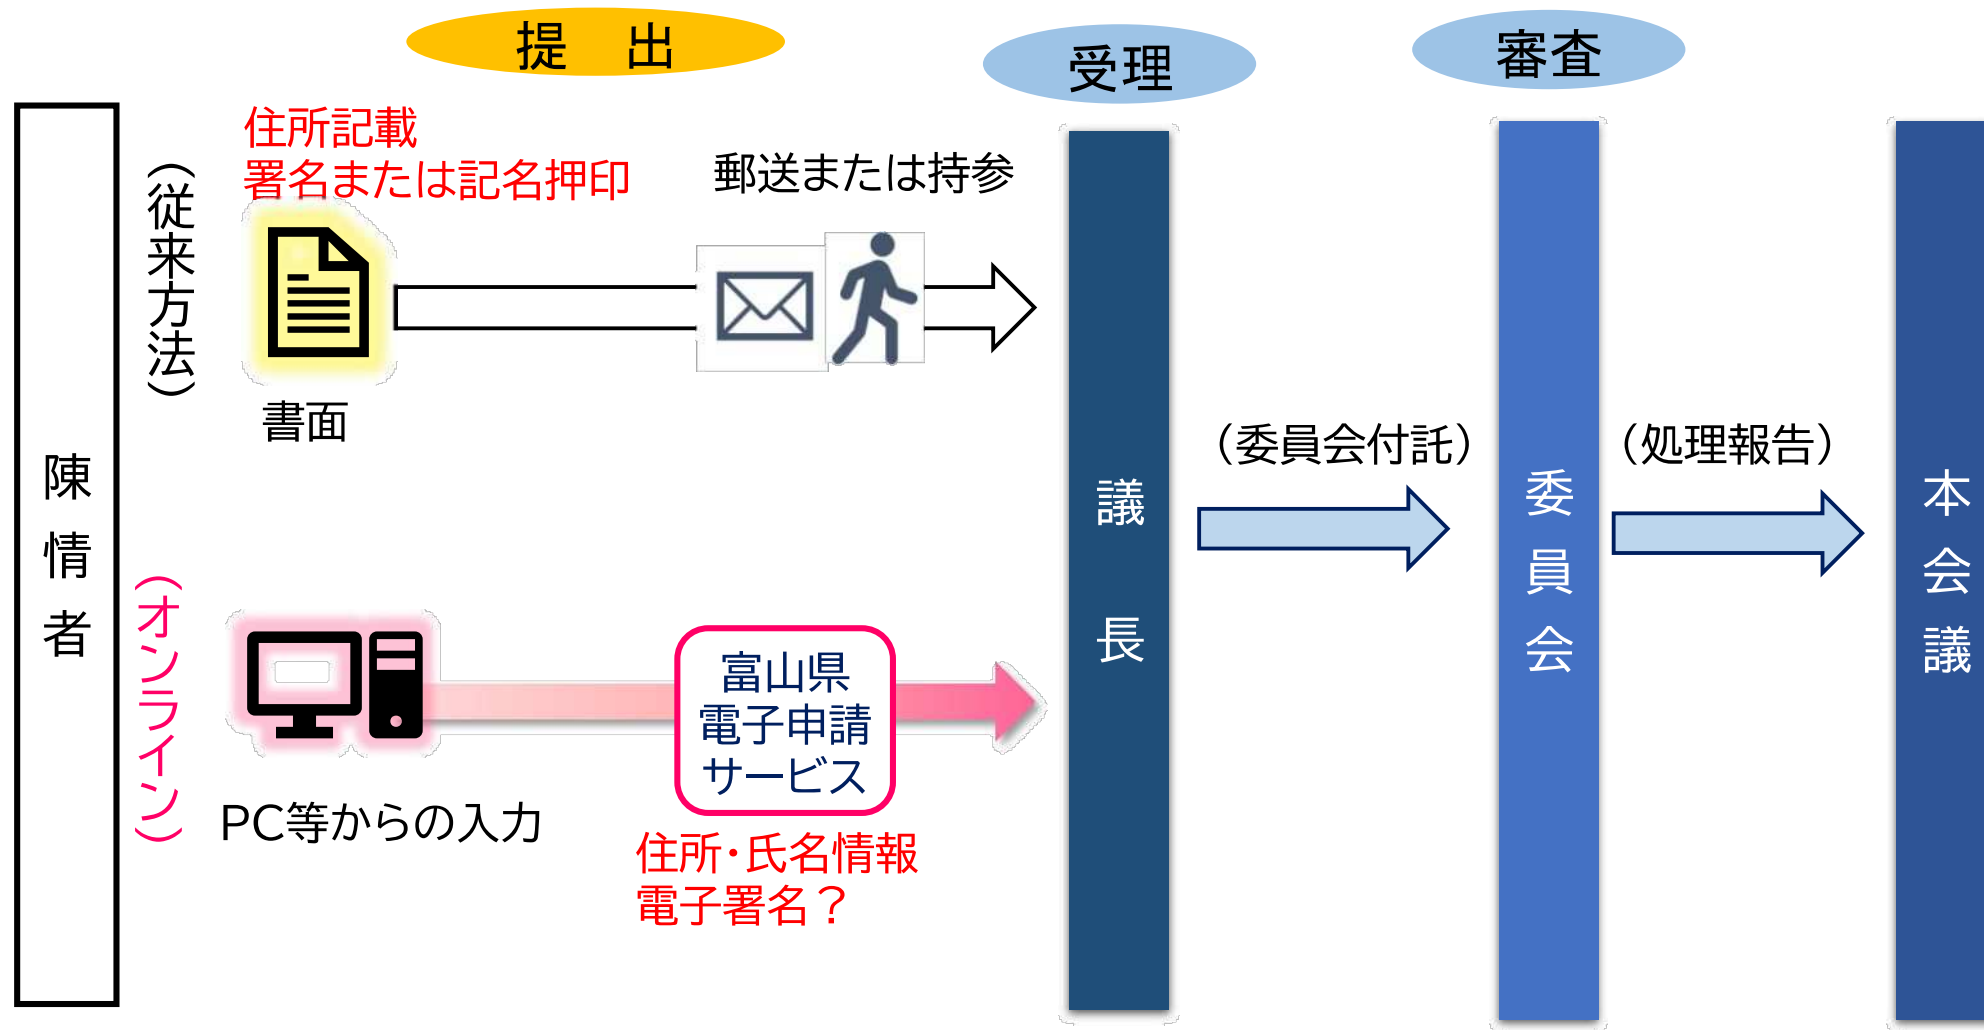 提　出
受理
審査
陳情者
（従来方法）
住所記載
署名または記名押印
書面
郵送または持参
（オンライン）
PC等からの入力
富山県
電子申請
サービス
住所・氏名情報
電子署名？
議長
（委員会付託）
委員会
（処理報告）
本会議